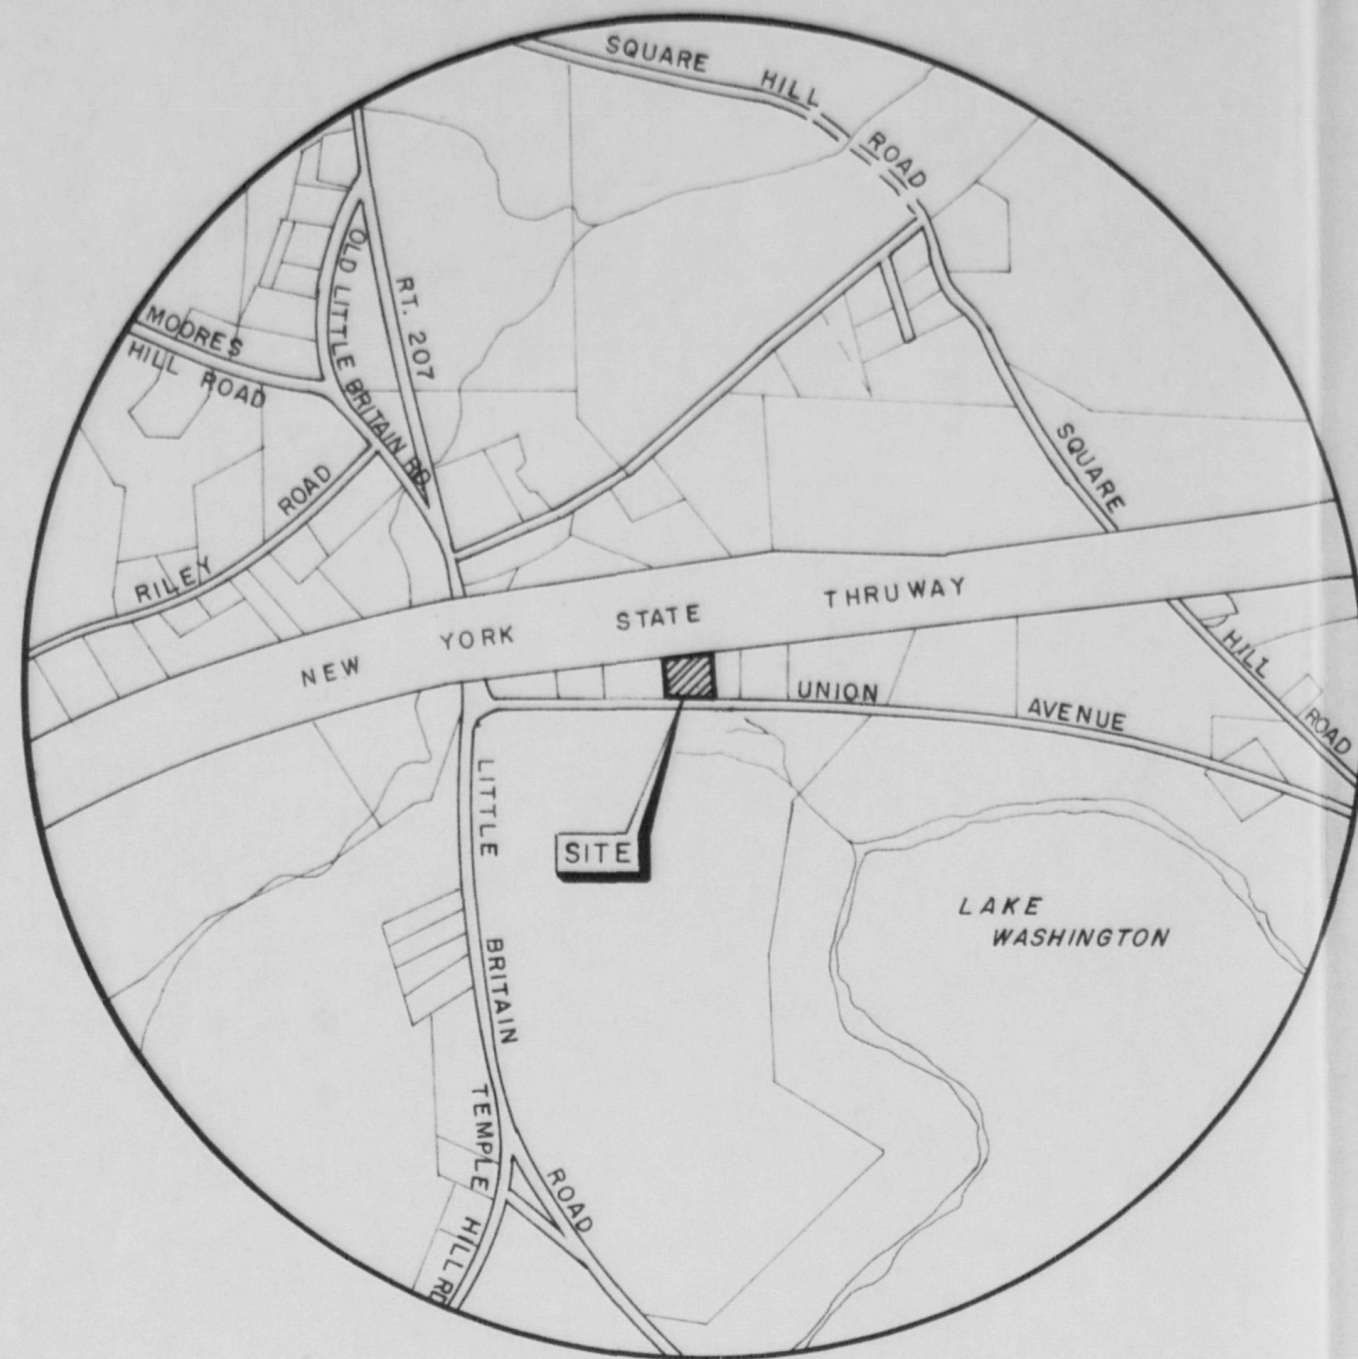 SQUARE HILL ROAD
OLD LITTLE BRITAIN RD.
RT. 207
MOORES
HILL ROAD
RILEY ROAD
SQUARE HILL ROAD
NEW YORK STATE THRUWAY
UNION AVENUE
SITE
LITTLE BRITAIN ROAD
LAKE
WASHINGTON
TEMPLE HILL RD